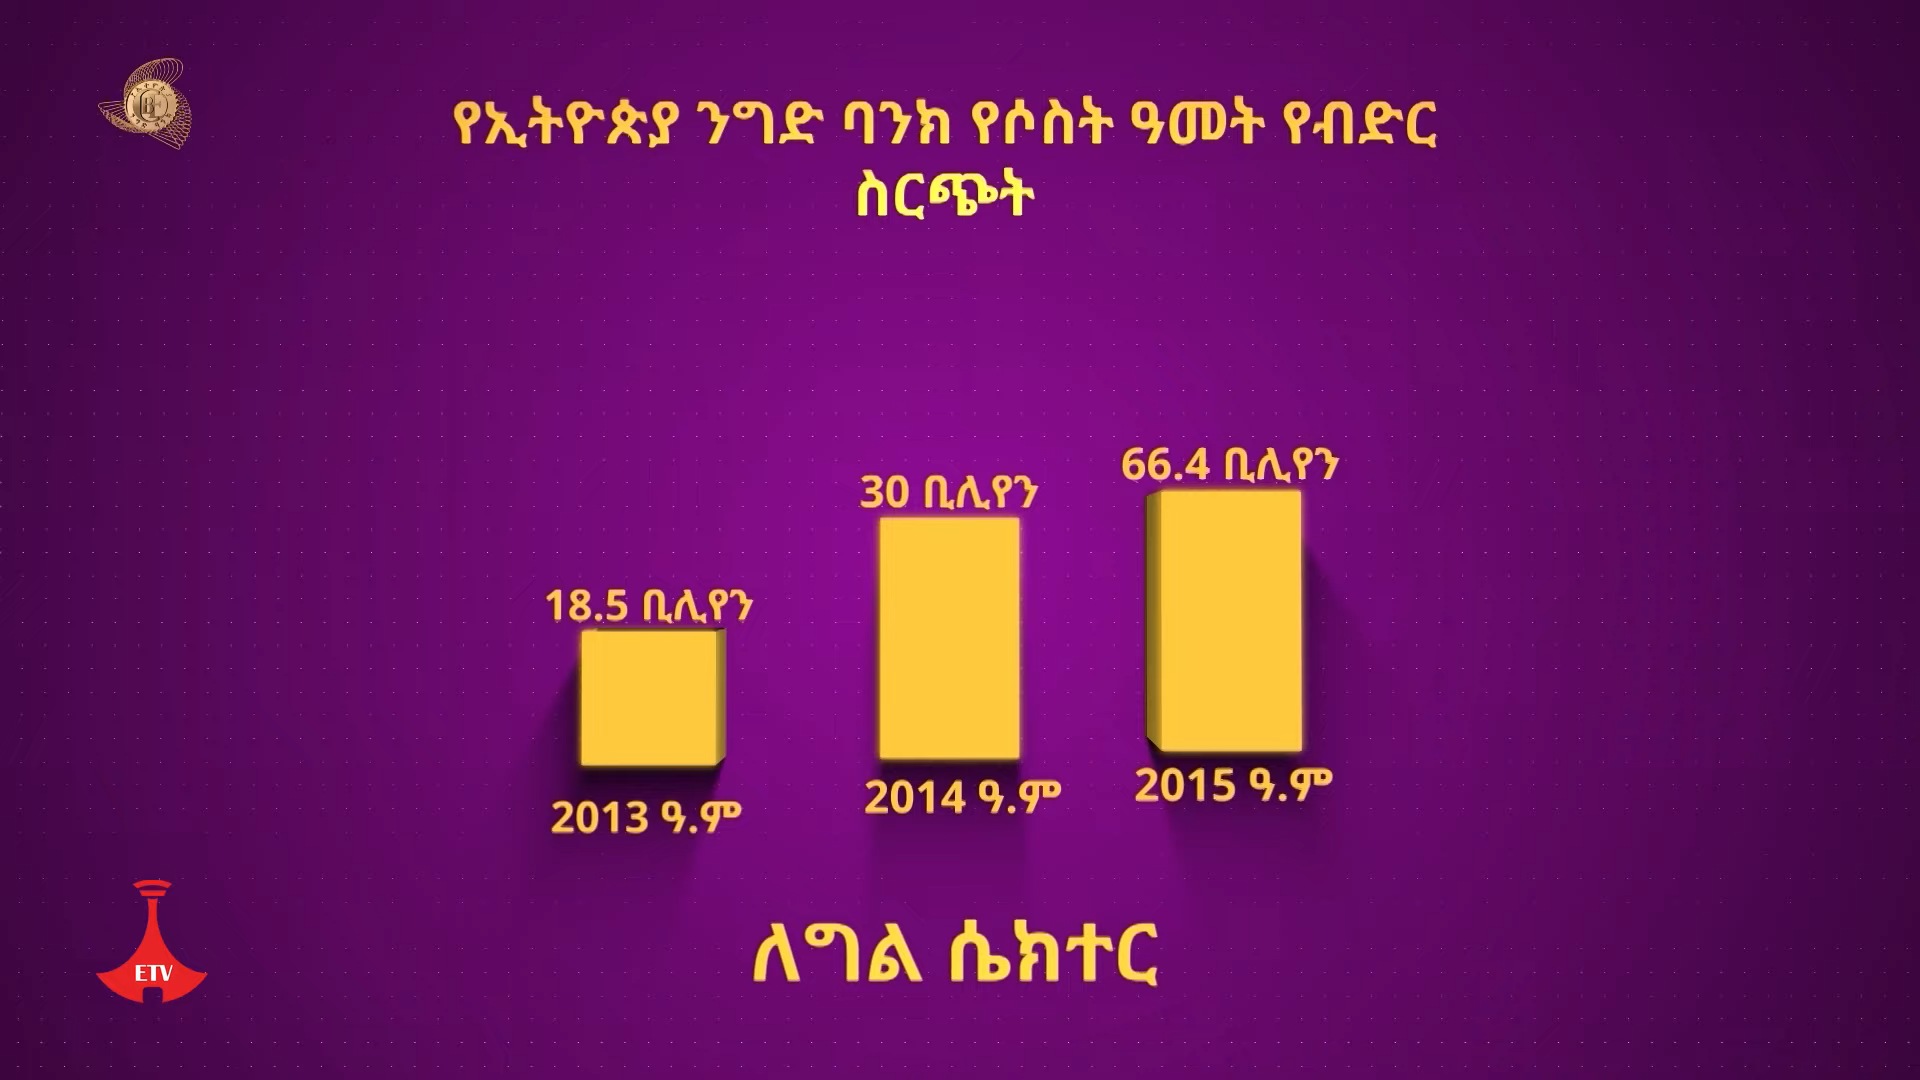 የኢትዮጵያ ንግድ ባንክ የሶስት ዓመት የብድር
ስርጭት
66.4 ቢሊየን
30 ቢሊየን
18.5 ቢሊየን
2013 ዓ.ም
2014 ዓ.ም
2015 ዓ.ም
ለግል ሴክተር
ETV